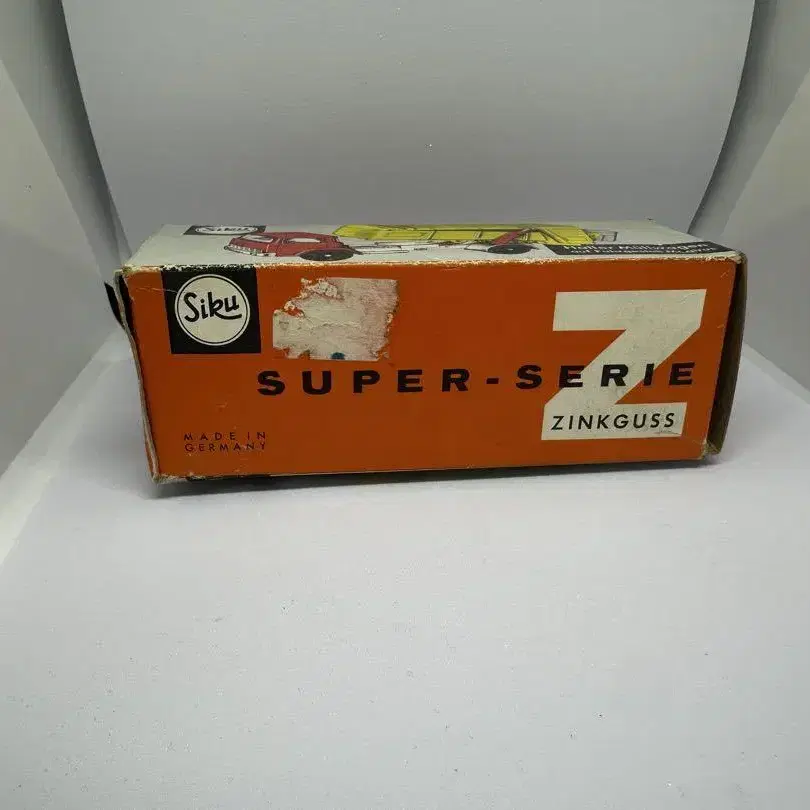 Siku
Siku
SUPER-SERIE
Z
ZINKGUSS
MADE IN
GERMANY